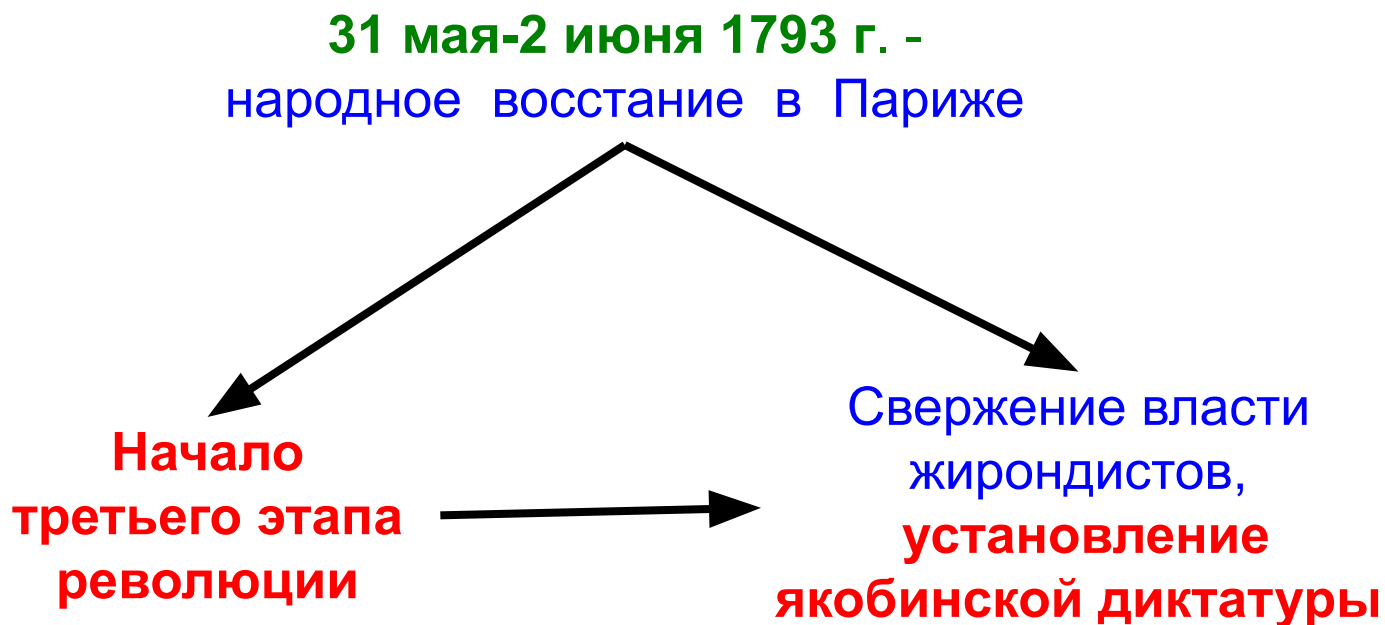 31 мая-2 июня 1793 г. -
народное восстание в Париже
Начало
третьего этапа
революции
Свержение власти
жирондистов,
установление
якобинской диктатуры